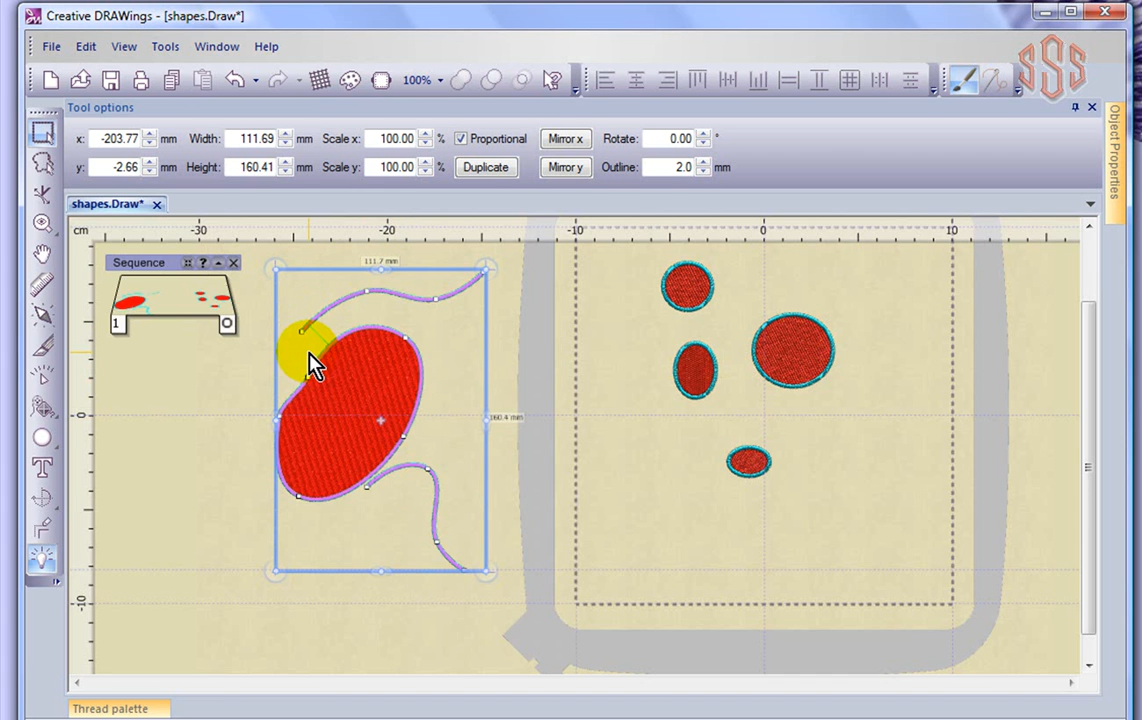 Creative DRAWings - [shapes.Draw*]
File Edit View Tools Window Help
100%
SSS
Tool options
x: -203.77 mm Width: 111.69 mm Scale x: 100.00 % Proportional Mirror x Rotate: 0.00 °
y: -2.66 mm Height: 160.41 mm Scale y: 100.00 % Duplicate Mirror y Outline: 2.0 mm
Object Properties
shapes.Draw*
cm -30 -20 -10 0 10
Sequence ?
111.7 mm
1
0
160.4 mm
-10
Thread palette